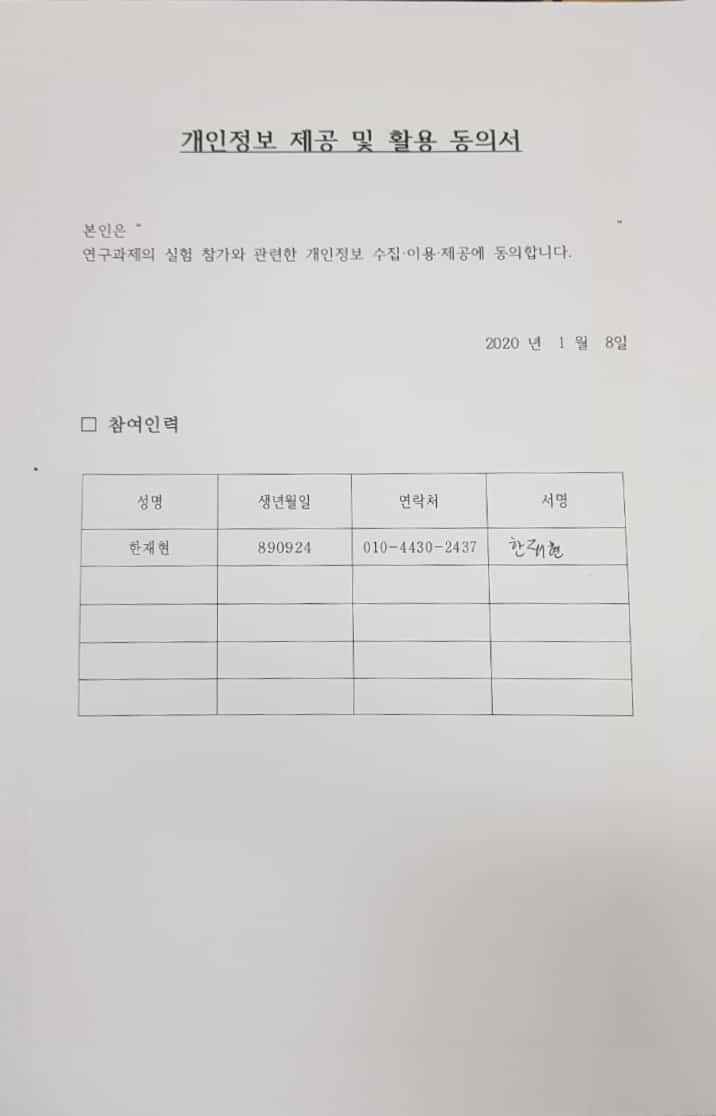 개인정보 제공 및 활용 동의서
본인은 " "
연구과제의 실험 참가와 관련한 개인정보 수집·이용·제공에 동의합니다.
2020 년 1 월 8일
□ 참여인력
성명 생년월일 연락처 서명
한재현 890924 010-4430-2437 한재현